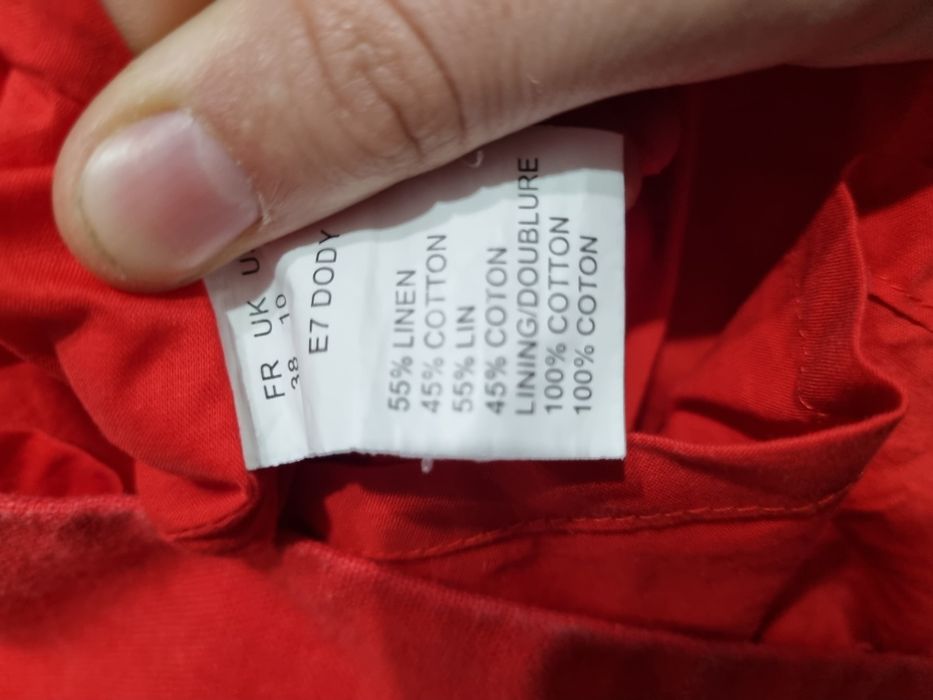 FR UK
38 10
E7 DODY
55% LINEN
45% COTTON
55% LIN
45% COTON
LINING/DOUBLURE
100% COTTON
100% COTON